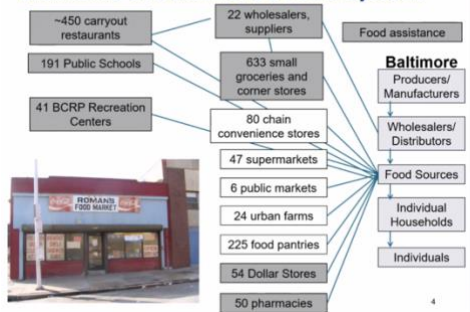 ~450 carryout
restaurants
191 Public Schools
41 BCRP Recreation
Centers
22 wholesalers,
suppliers
633 small
groceries and
corner stores
80 chain
convenience stores
47 supermarkets
6 public markets
24 urban farms
225 food pantries
54 Dollar Stores
50 pharmacies
Food assistance
Baltimore
Producers/
Manufacturers
Wholesalers/
Distributors
Food Sources
Individual
Households
Individuals
ROMANS
FOOD MARKET
4